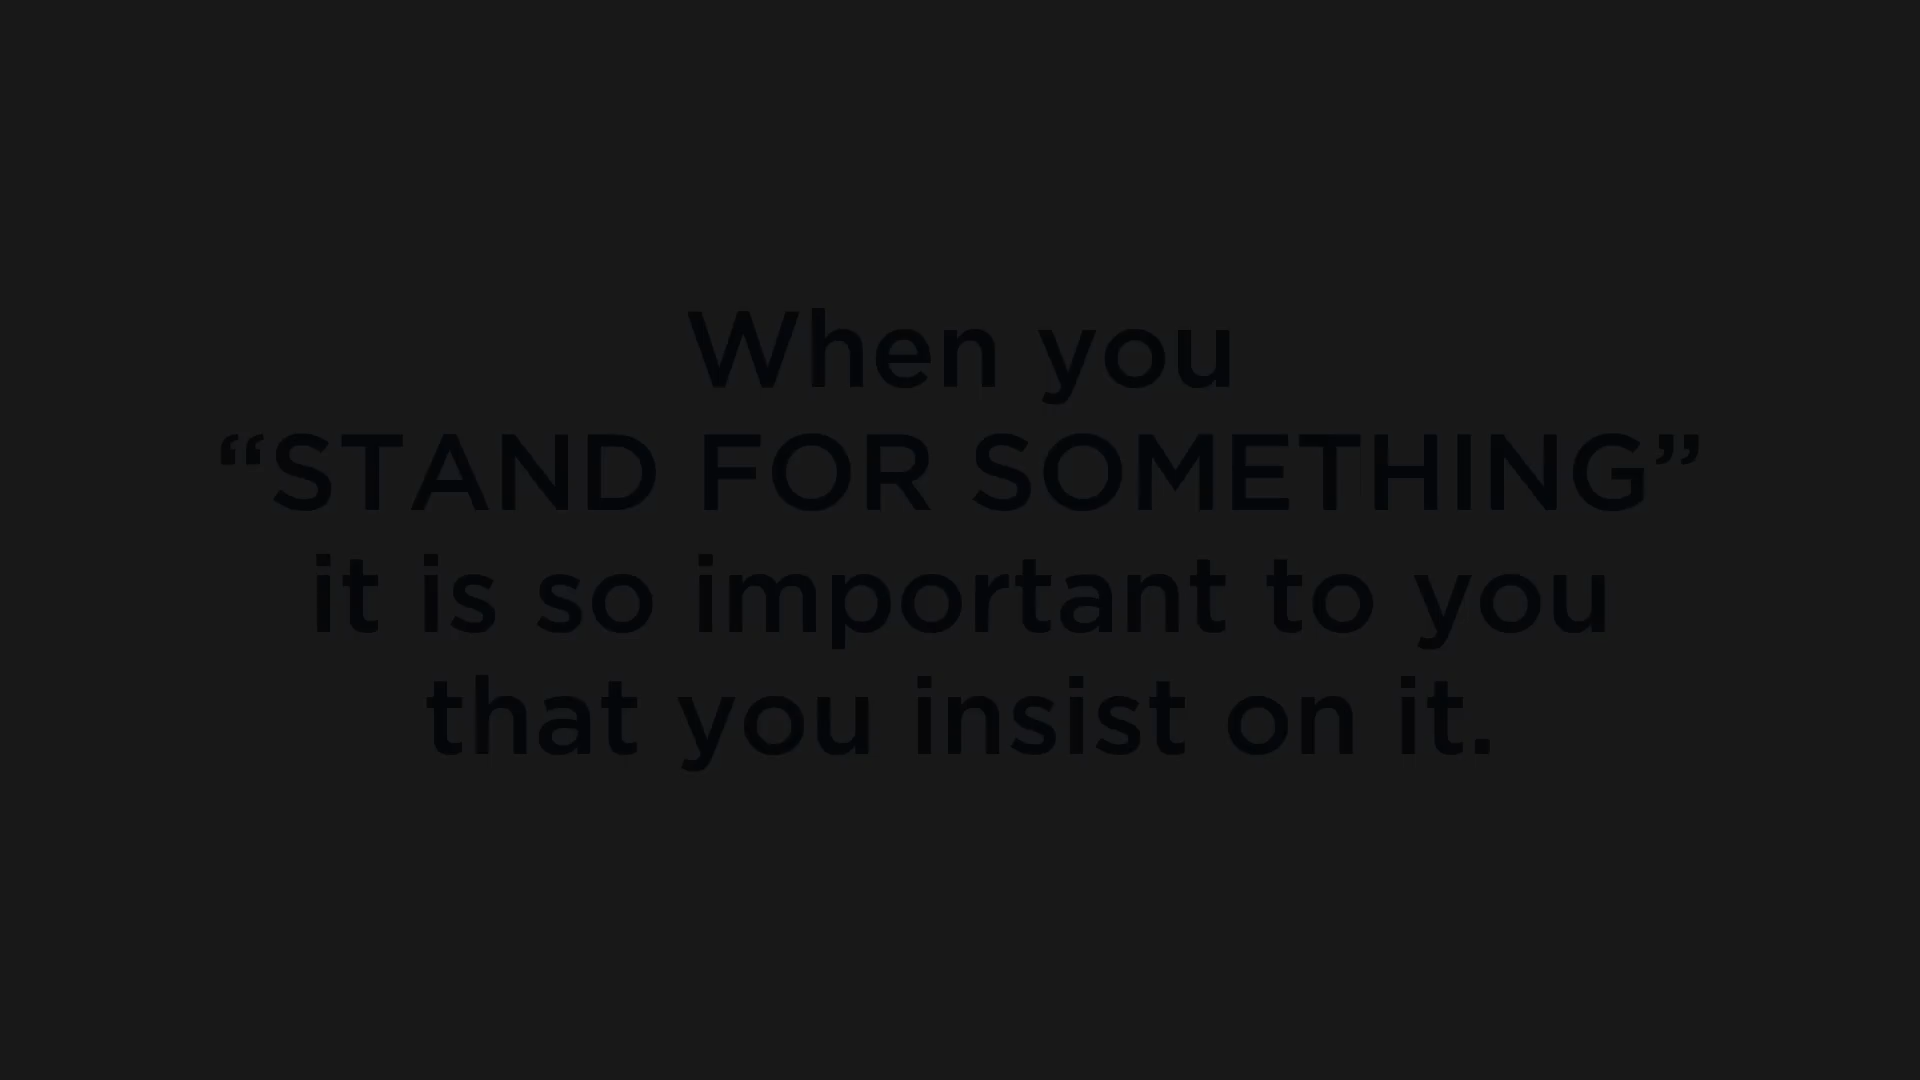 When you
“STAND FOR SOMETHING”
it is so important to you
that you insist on it.